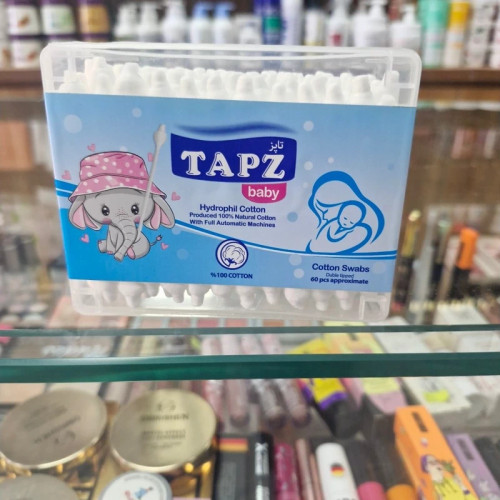 تاپز
TAPZ
baby
Hydrophil Cotton
Produced 100% Natural Cotton
With Full Automatic Machines
%100 COTTON
Cotton Swabs
60 pcs approximate